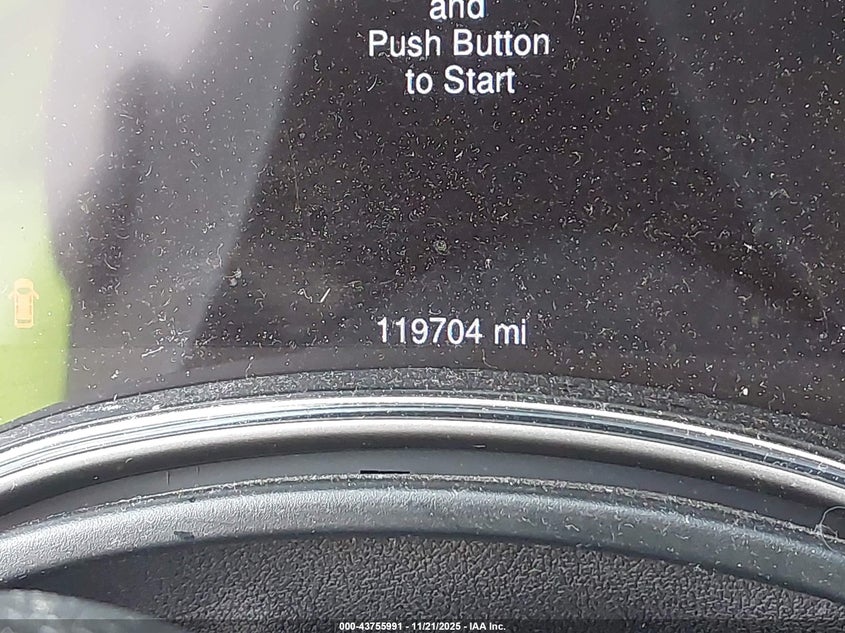 and
Push Button
to Start
119704 mi
000-43755991 - 11/21/2025 - IAA Inc.